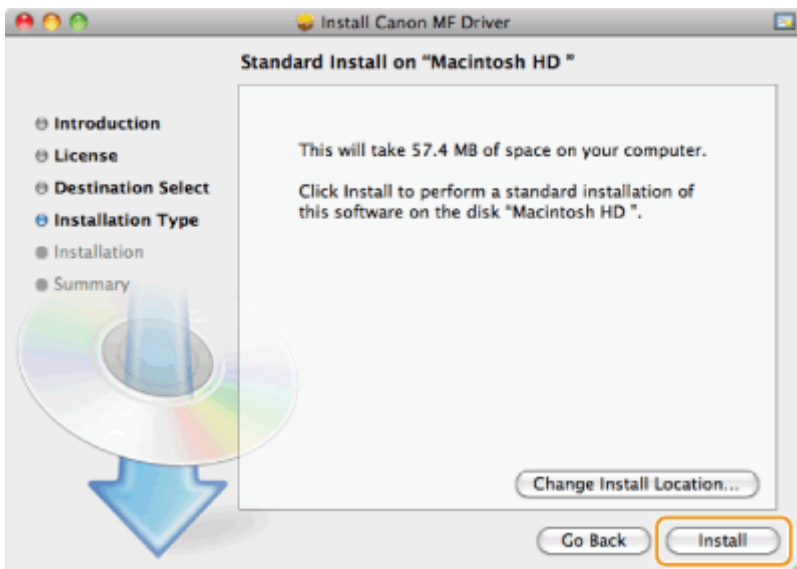 Install Canon MF Driver
Standard Install on "Macintosh HD "
Introduction
License
Destination Select
Installation Type
Installation
Summary
This will take 57.4 MB of space on your computer.
Click Install to perform a standard installation of
this software on the disk "Macintosh HD ".
Change Install Location...
Go Back
Install